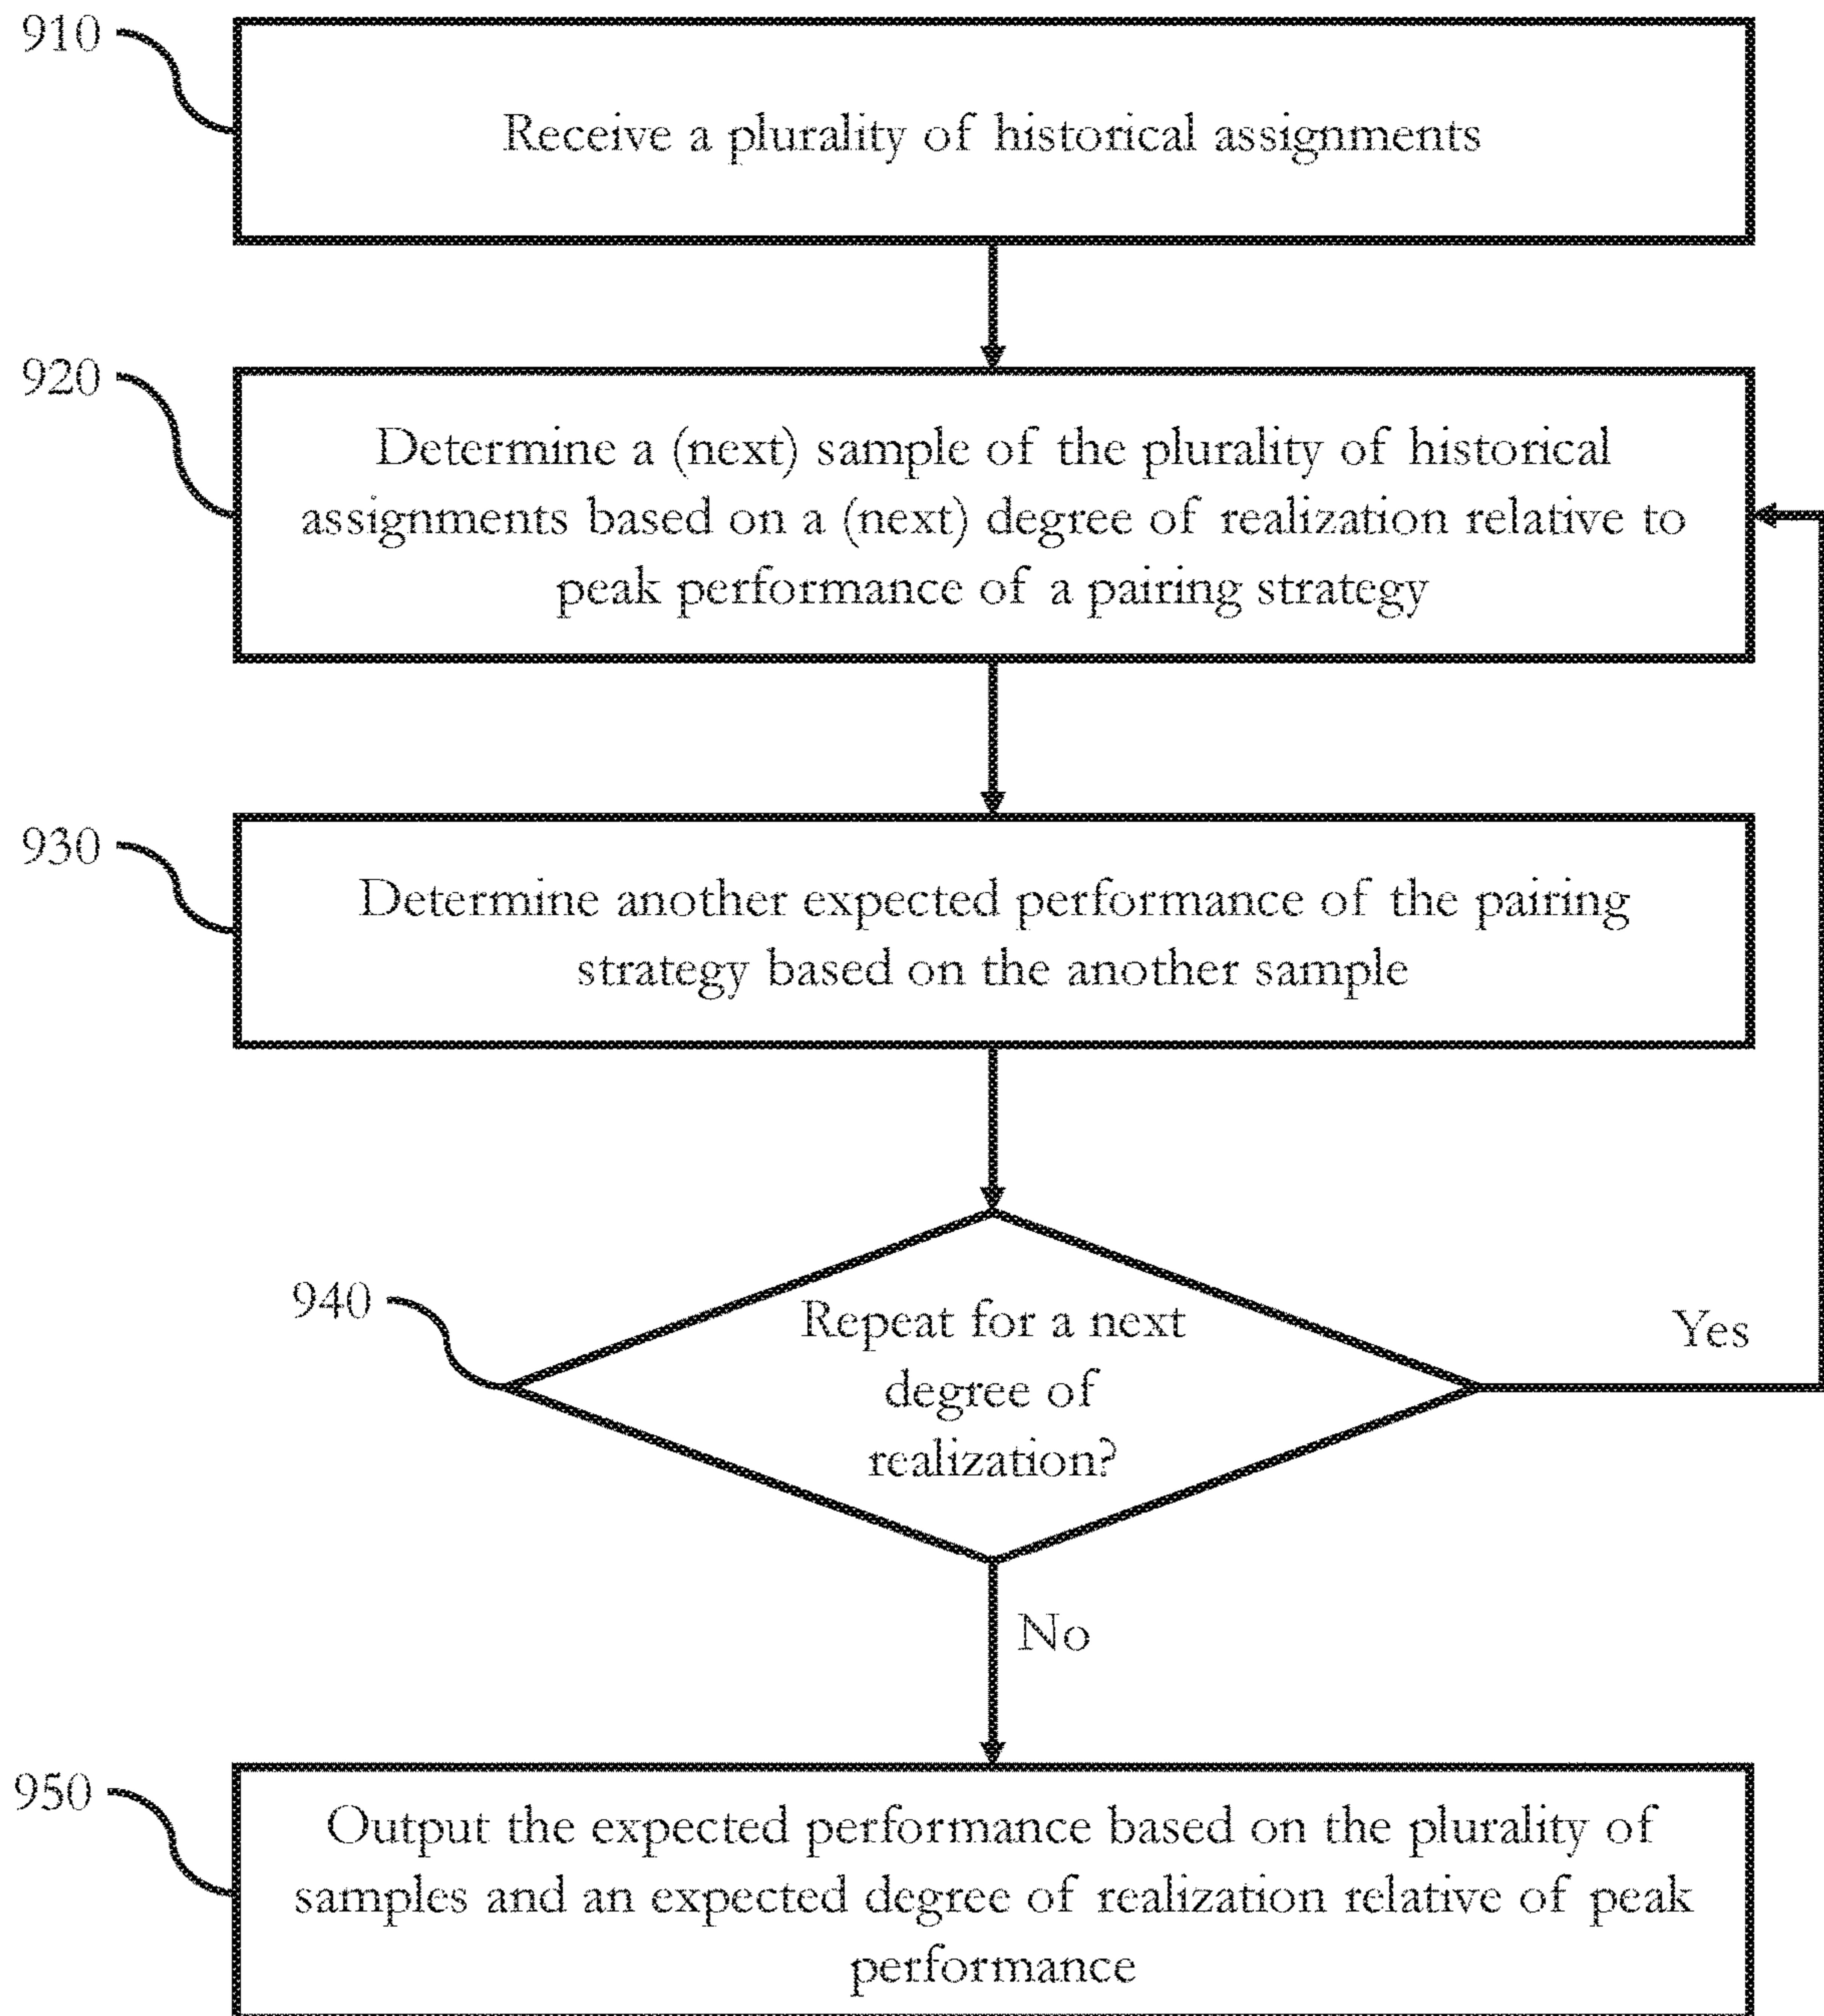 910
Receive a plurality of historical assignments
920
Determine a (next) sample of the plurality of historical
assignments based on a (next) degree of realization relative to
peak performance of a pairing strategy
930
Determine another expected performance of the pairing
strategy based on the another sample
940
Repeat for a next
degree of
realization?
Yes
No
950
Output the expected performance based on the plurality of
samples and an expected degree of realization relative of peak
performance